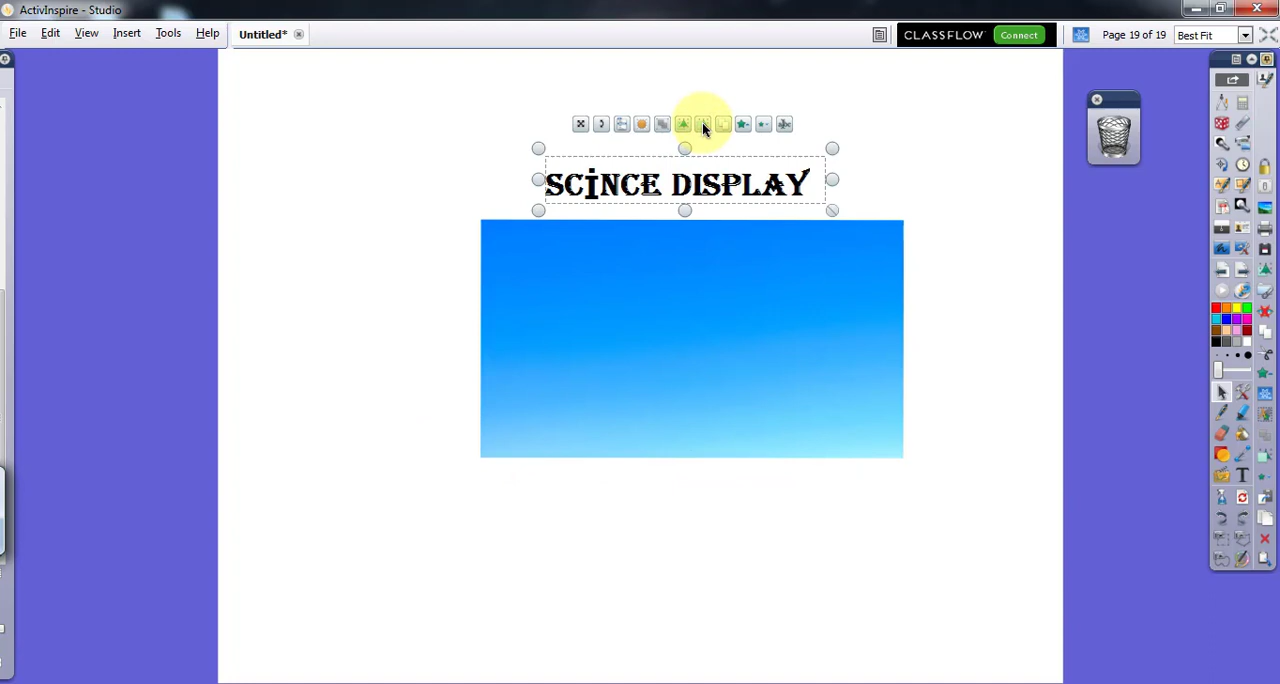 ActivInspire - Studio
File Edit View Insert Tools Help Untitled* CLASSFLOW Connect Page 19 of 19 Best Fit
SCiNCE DISPLAY
T